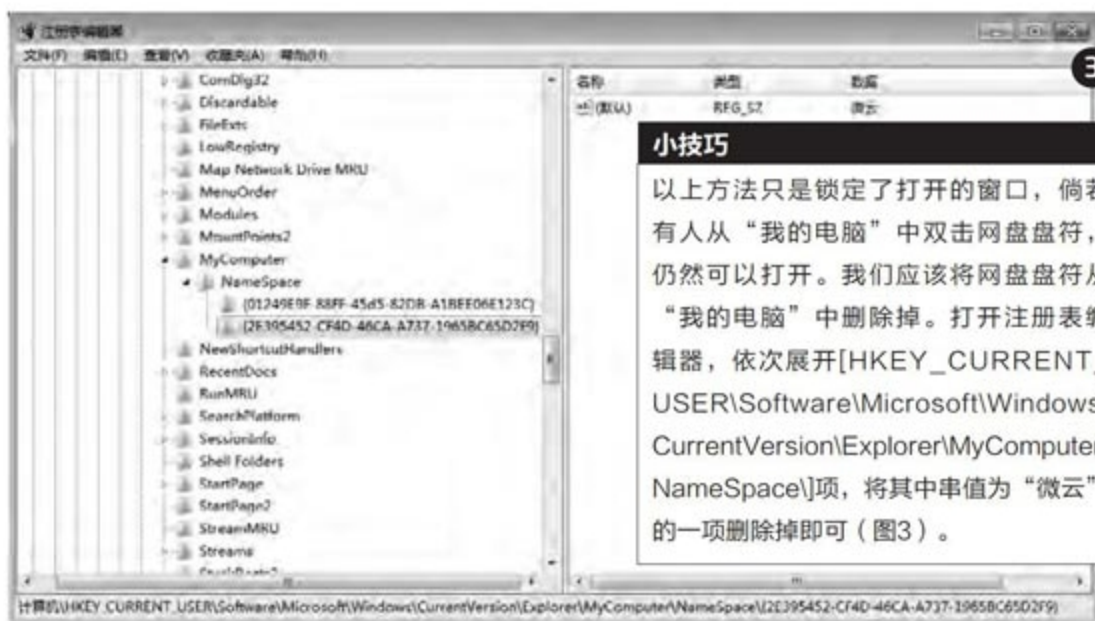 注册表编辑器
文件(F) 编辑(E) 查看(V) 收藏夹(A) 帮助(H)
ComDlg32
Discardable
FileExts
LowRegistry
Map Network Drive MRU
MenuOrder
Modules
MountPoints2
MyComputer
NameSpace
{01249E9F-88FF-45d5-82DB-A1BEE06E123C}
{2E395452-CF4D-46CA-A737-1965BC65D2F9}
NewShortcutHandlers
RecentDocs
RunMRU
SearchPlatform
SessionInfo
Shell Folders
StartPage
StartPage2
StreamMRU
Streams
名称 类型 数据
ab (默认) REG_SZ 微云
3
小技巧
以上方法只是锁定了打开的窗口，倘若
有人从“我的电脑”中双击网盘盘符，
仍然可以打开。我们应该将网盘盘符从
“我的电脑”中删除掉。打开注册表编
辑器，依次展开[HKEY_CURRENT_
USER\Software\Microsoft\Windows
CurrentVersion\Explorer\MyComputer
NameSpace\]项，将其中串值为“微云”
的一项删除掉即可（图3）。
计算机\HKEY_CURRENT_USER\Software\Microsoft\Windows\CurrentVersion\Explorer\MyComputer\NameSpace\{2E395452-CF4D-46CA-A737-1965BC65D2F9}